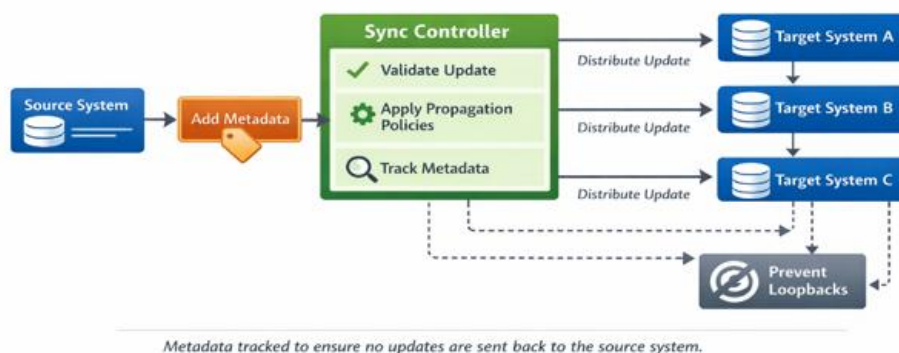 Sync Controller
Validate Update
Apply Propagation
Policies
Track Metadata
Source System
Add Metadata
Distribute Update
Distribute Update
Distribute Update
Target System A
Target System B
Target System C
Prevent
Loopbacks
Metadata tracked to ensure no updates are sent back to the source system.